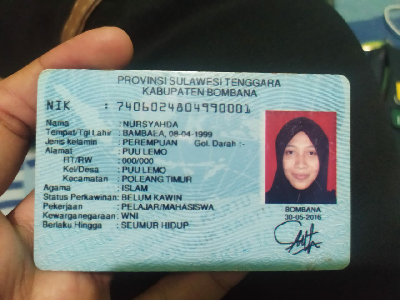 PROVINSI SULAWESI TENGGARA
KABUPATEN BOMBANA
NIK : 7406024804990001
Nama : NURSYAHDA
Tempat/Tgl Lahir : BAMBAEA, 08-04-1999
Jenis kelamin : PEREMPUAN Gol. Darah :-
Alamat : PUU LEMO
RT/RW : 000/000
Kel/Desa : PUU LEMO
Kecamatan : POLEANG TIMUR
Agama : ISLAM
Status Perkawinan: BELUM KAWIN
Pekerjaan : PELAJAR/MAHASISWA
Kewarganegaraan: WNI
Berlaku Hingga : SEUMUR HIDUP
BOMBANA
30-05-2016